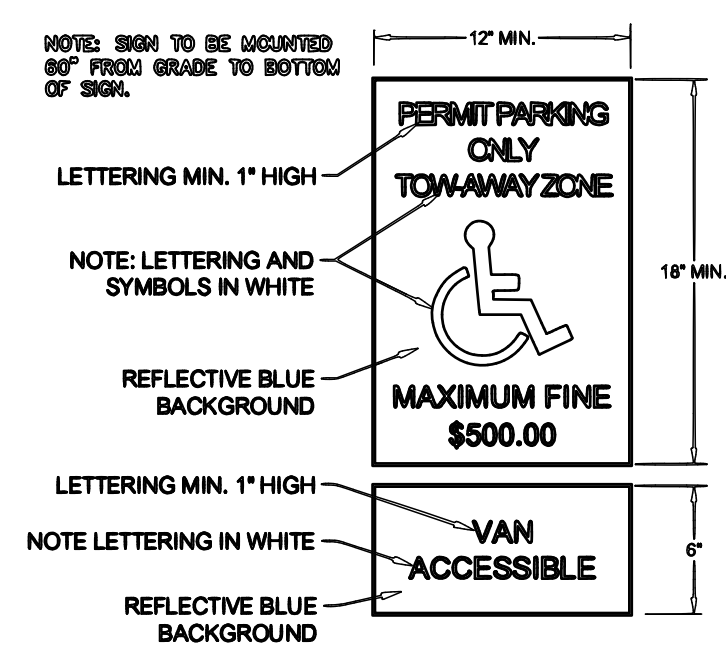 NOTE: SIGN TO BE MOUNTED
60" FROM GRADE TO BOTTOM
OF SIGN.
12" MIN.
PERMIT PARKING
ONLY
TOW-AWAY ZONE
LETTERING MIN. 1" HIGH
NOTE: LETTERING AND
SYMBOLS IN WHITE
18" MIN.
REFLECTIVE BLUE
BACKGROUND
MAXIMUM FINE
$500.00
LETTERING MIN. 1" HIGH
VAN
ACCESSIBLE
NOTE LETTERING IN WHITE
6"
REFLECTIVE BLUE
BACKGROUND